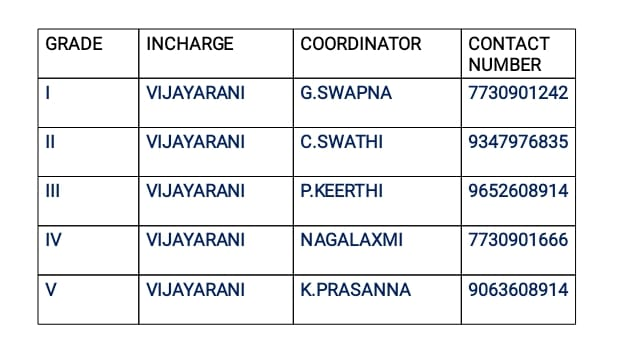 GRADE INCHARGE COORDINATOR CONTACT NUMBER
I VIJAYARANI G.SWAPNA 7730901242
II VIJAYARANI C.SWATHI 9347976835
III VIJAYARANI P.KEERTHI 9652608914
IV VIJAYARANI NAGALAXMI 7730901666
V VIJAYARANI K.PRASANNA 9063608914